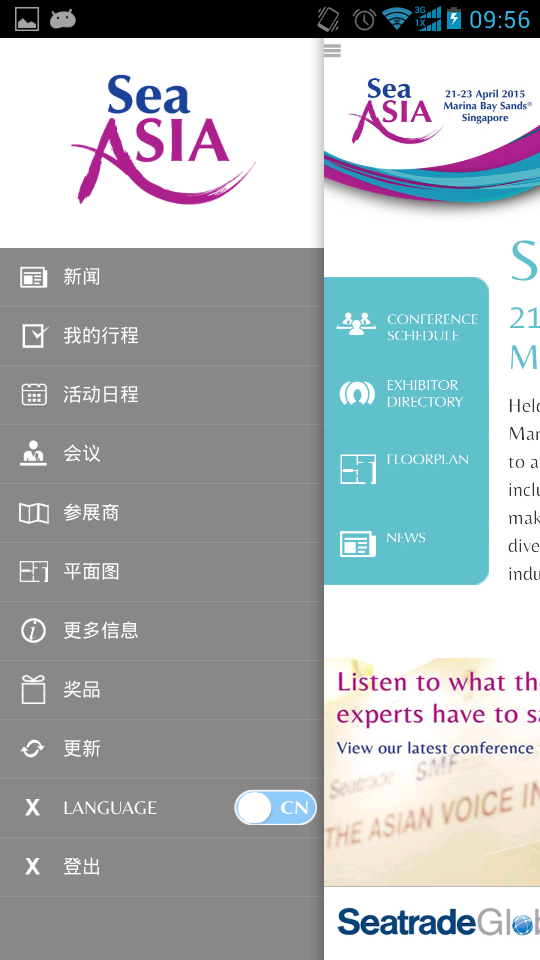 3G
1X
09:56
Sea
ASIA
新闻
我的行程
活动日程
会议
参展商
平面图
更多信息
奖品
更新
LANGUAGE
CN
登出
Sea
ASIA
21-23 April 2015
Marina Bay Sands®
Singapore
S
21
M
CONFERENCE
SCHEDULE
EXHIBITOR
DIRECTORY
FLOORPLAN
NEWS
Held
Mar
to a
inclu
mak
dive
indu
Listen to what th
experts have to sa
View our latest conference
Seatrade SMF
THE ASIAN VOICE IN
SeatradeGlob